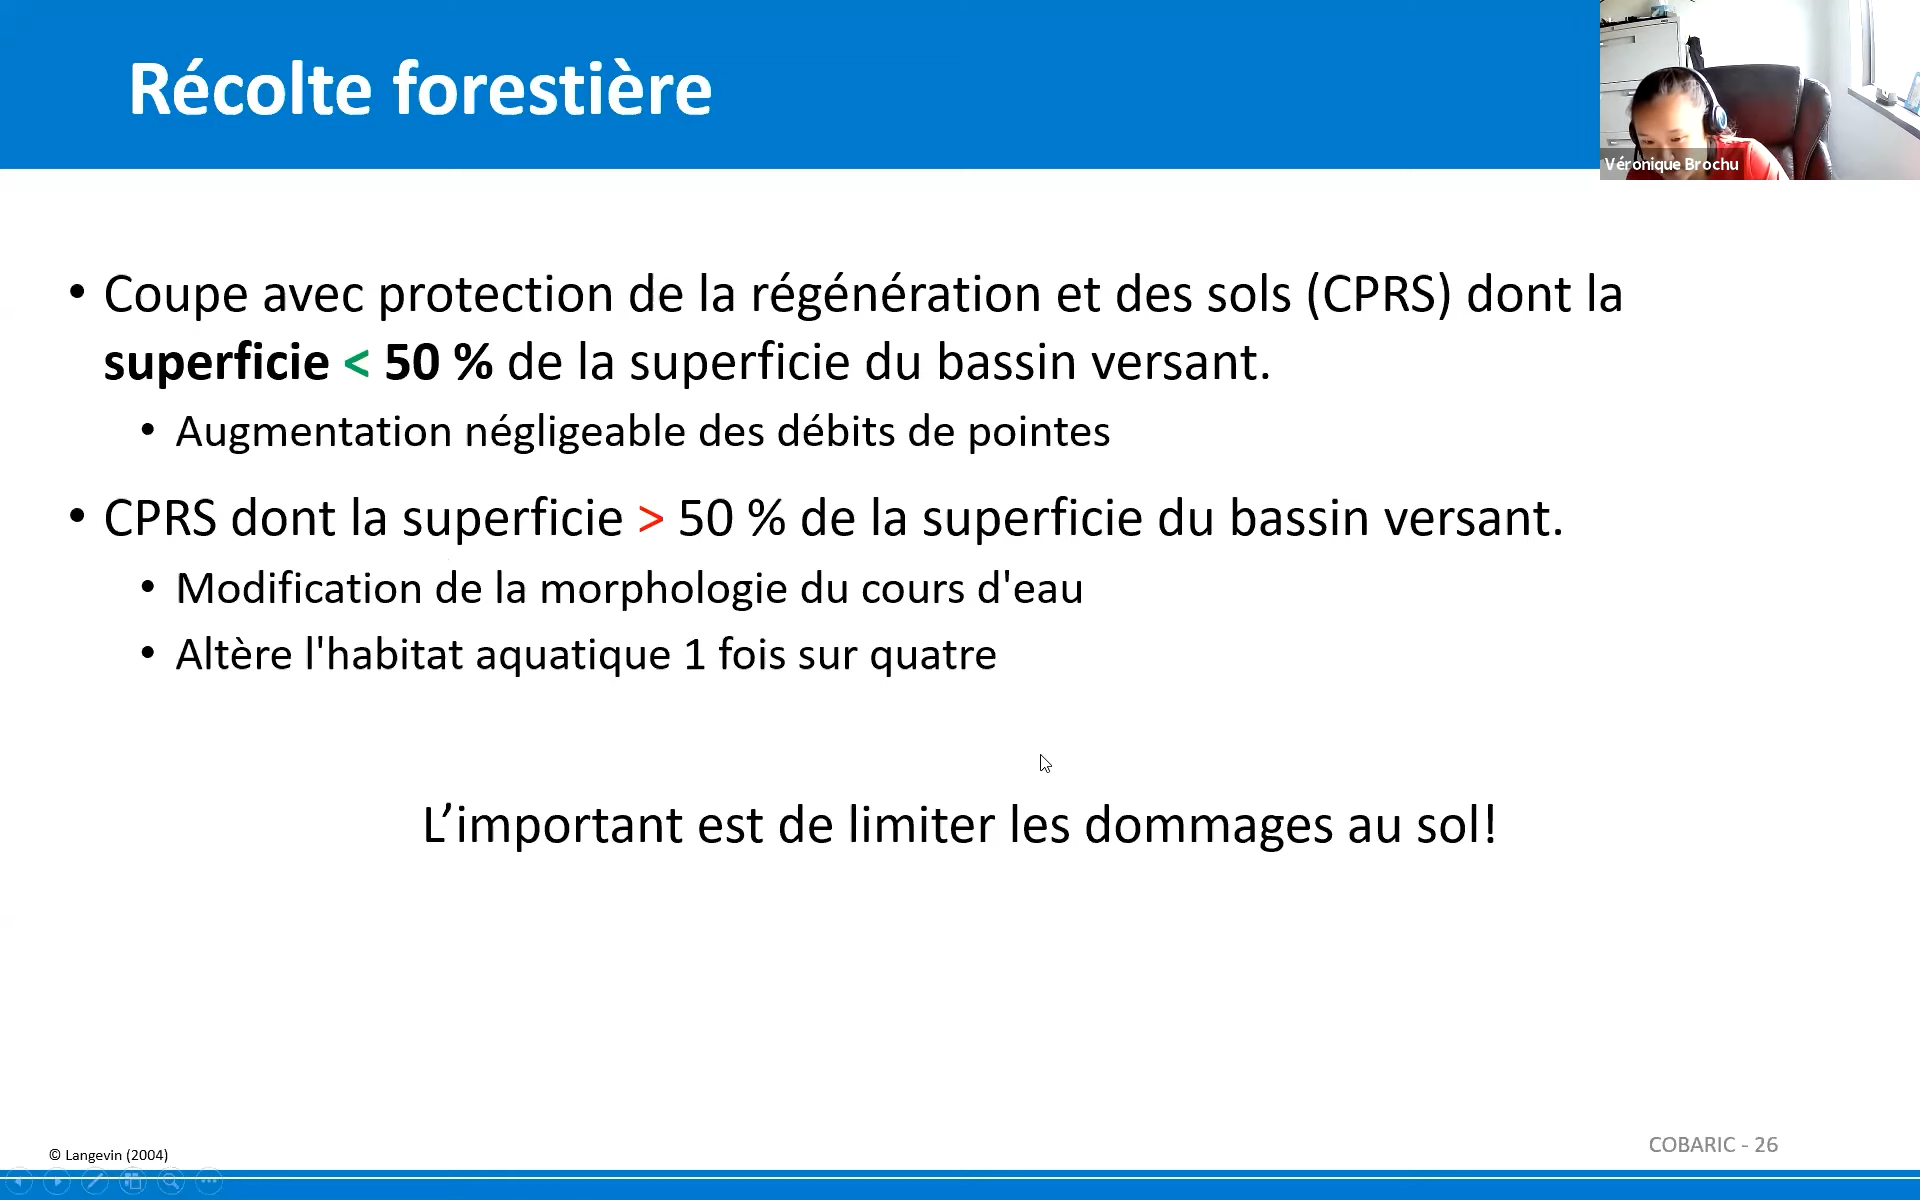 Récolte forestière
Véronique Brochu
• Coupe avec protection de la régénération et des sols (CPRS) dont la
superficie < 50 % de la superficie du bassin versant.
• Augmentation négligeable des débits de pointes
• CPRS dont la superficie > 50 % de la superficie du bassin versant.
• Modification de la morphologie du cours d'eau
• Altère l'habitat aquatique 1 fois sur quatre
L’important est de limiter les dommages au sol!
© Langevin (2004)
COBARIC - 26